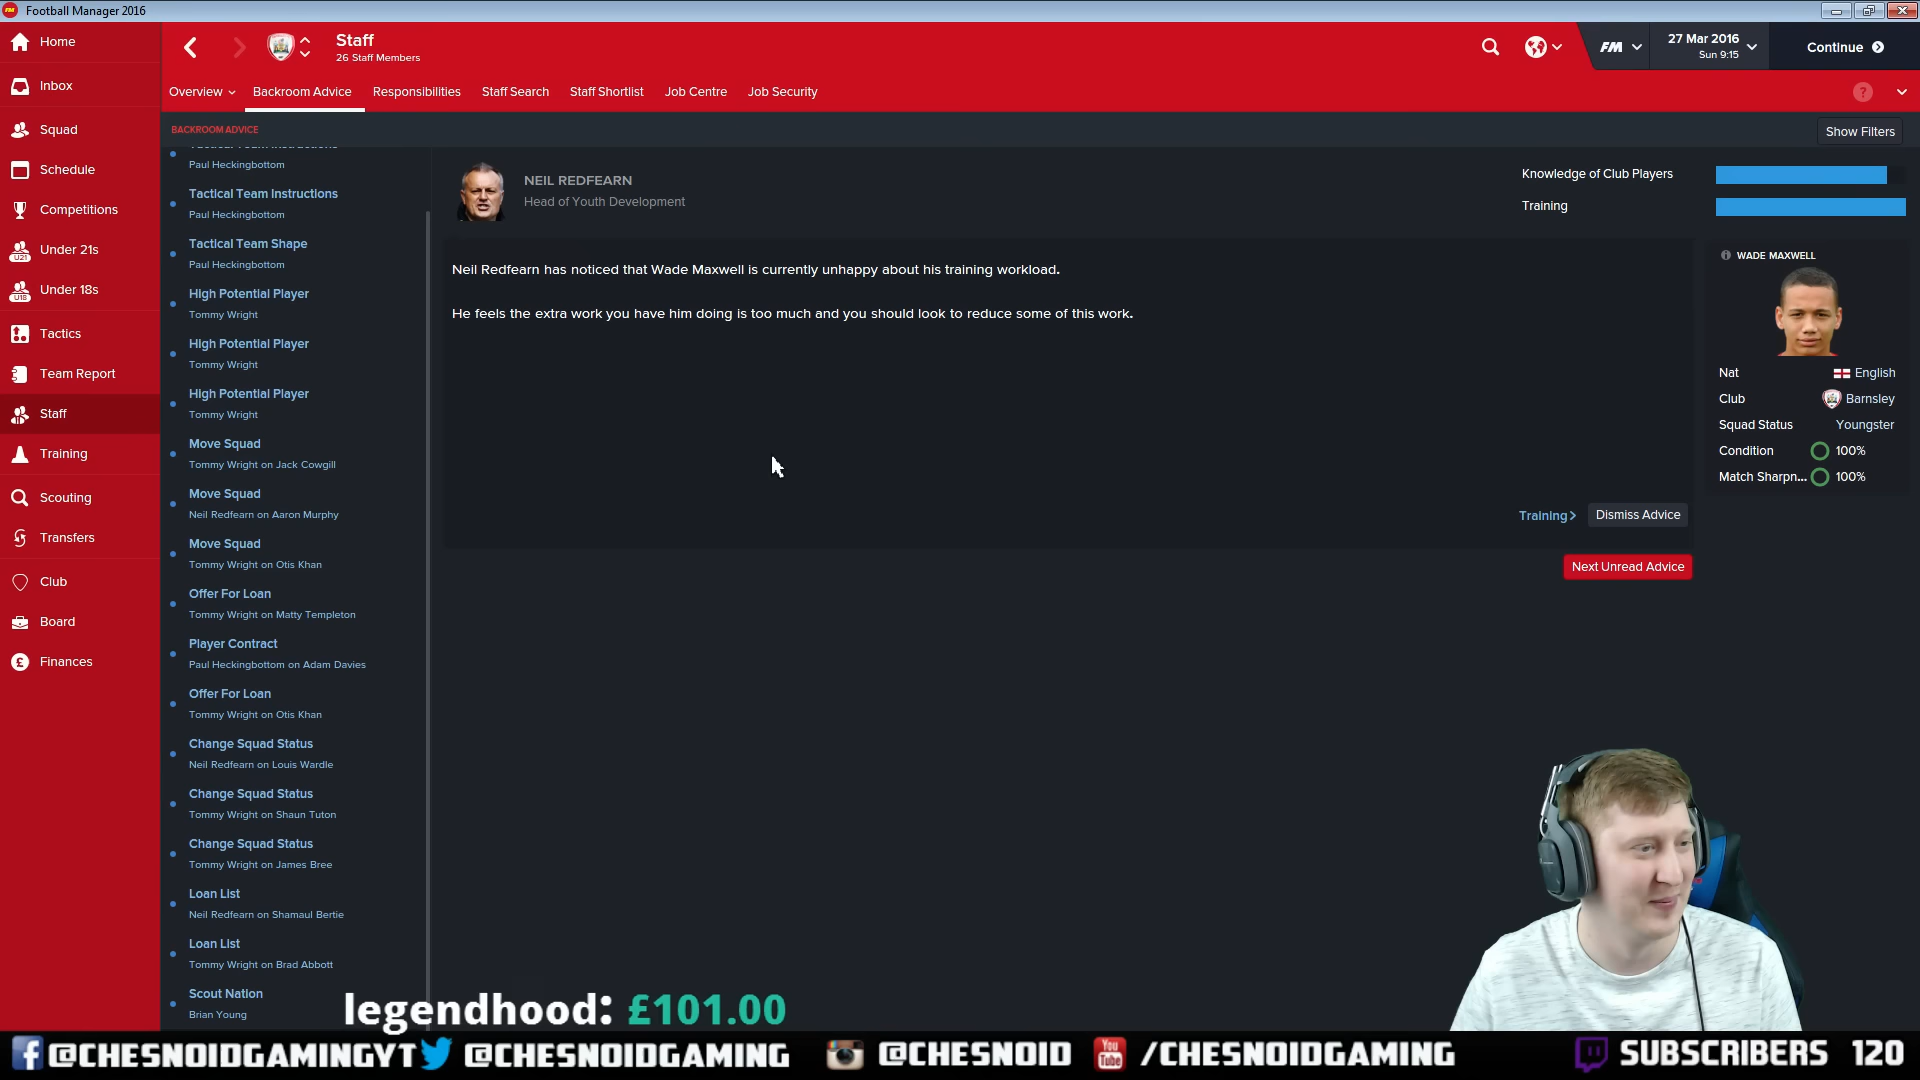 Football Manager 2016
Home
Inbox
Squad
Schedule
Competitions
Under 21s
Under 18s
Tactics
Team Report
Staff
Training
Scouting
Transfers
Club
Board
Finances
Staff
26 Staff Members
FM
27 Mar 2016
Sun 9:15
Continue
Overview
Backroom Advice
Responsibilities
Staff Search
Staff Shortlist
Job Centre
Job Security
?
BACKROOM ADVICE
Show Filters
Tactical Team Instructions
Paul Heckingbottom
Tactical Team Instructions
Paul Heckingbottom
Tactical Team Shape
Paul Heckingbottom
High Potential Player
Tommy Wright
High Potential Player
Tommy Wright
High Potential Player
Tommy Wright
Move Squad
Tommy Wright on Jack Cowgill
Move Squad
Neil Redfearn on Aaron Murphy
Move Squad
Tommy Wright on Otis Khan
Offer For Loan
Tommy Wright on Matty Templeton
Player Contract
Paul Heckingbottom on Adam Davies
Offer For Loan
Tommy Wright on Otis Khan
Change Squad Status
Neil Redfearn on Louis Wardle
Change Squad Status
Tommy Wright on Shaun Tuton
Change Squad Status
Tommy Wright on James Bree
Loan List
Neil Redfearn on Shamaul Bertie
Loan List
Tommy Wright on Brad Abbott
Scout Nation
Brian Young
NEIL REDFEARN
Head of Youth Development
Knowledge of Club Players
Training
Neil Redfearn has noticed that Wade Maxwell is currently unhappy about his training workload.
He feels the extra work you have him doing is too much and you should look to reduce some of this work.
Training>
Dismiss Advice
Next Unread Advice
WADE MAXWELL
Nat English
Club Barnsley
Squad Status Youngster
Condition 100%
Match Sharpn... 100%
legendhood: £101.00
@CHESNOIDGAMINGYT @CHESNOIDGAMING @CHESNOID You Tube /CHESNOIDGAMING SUBSCRIBERS 120